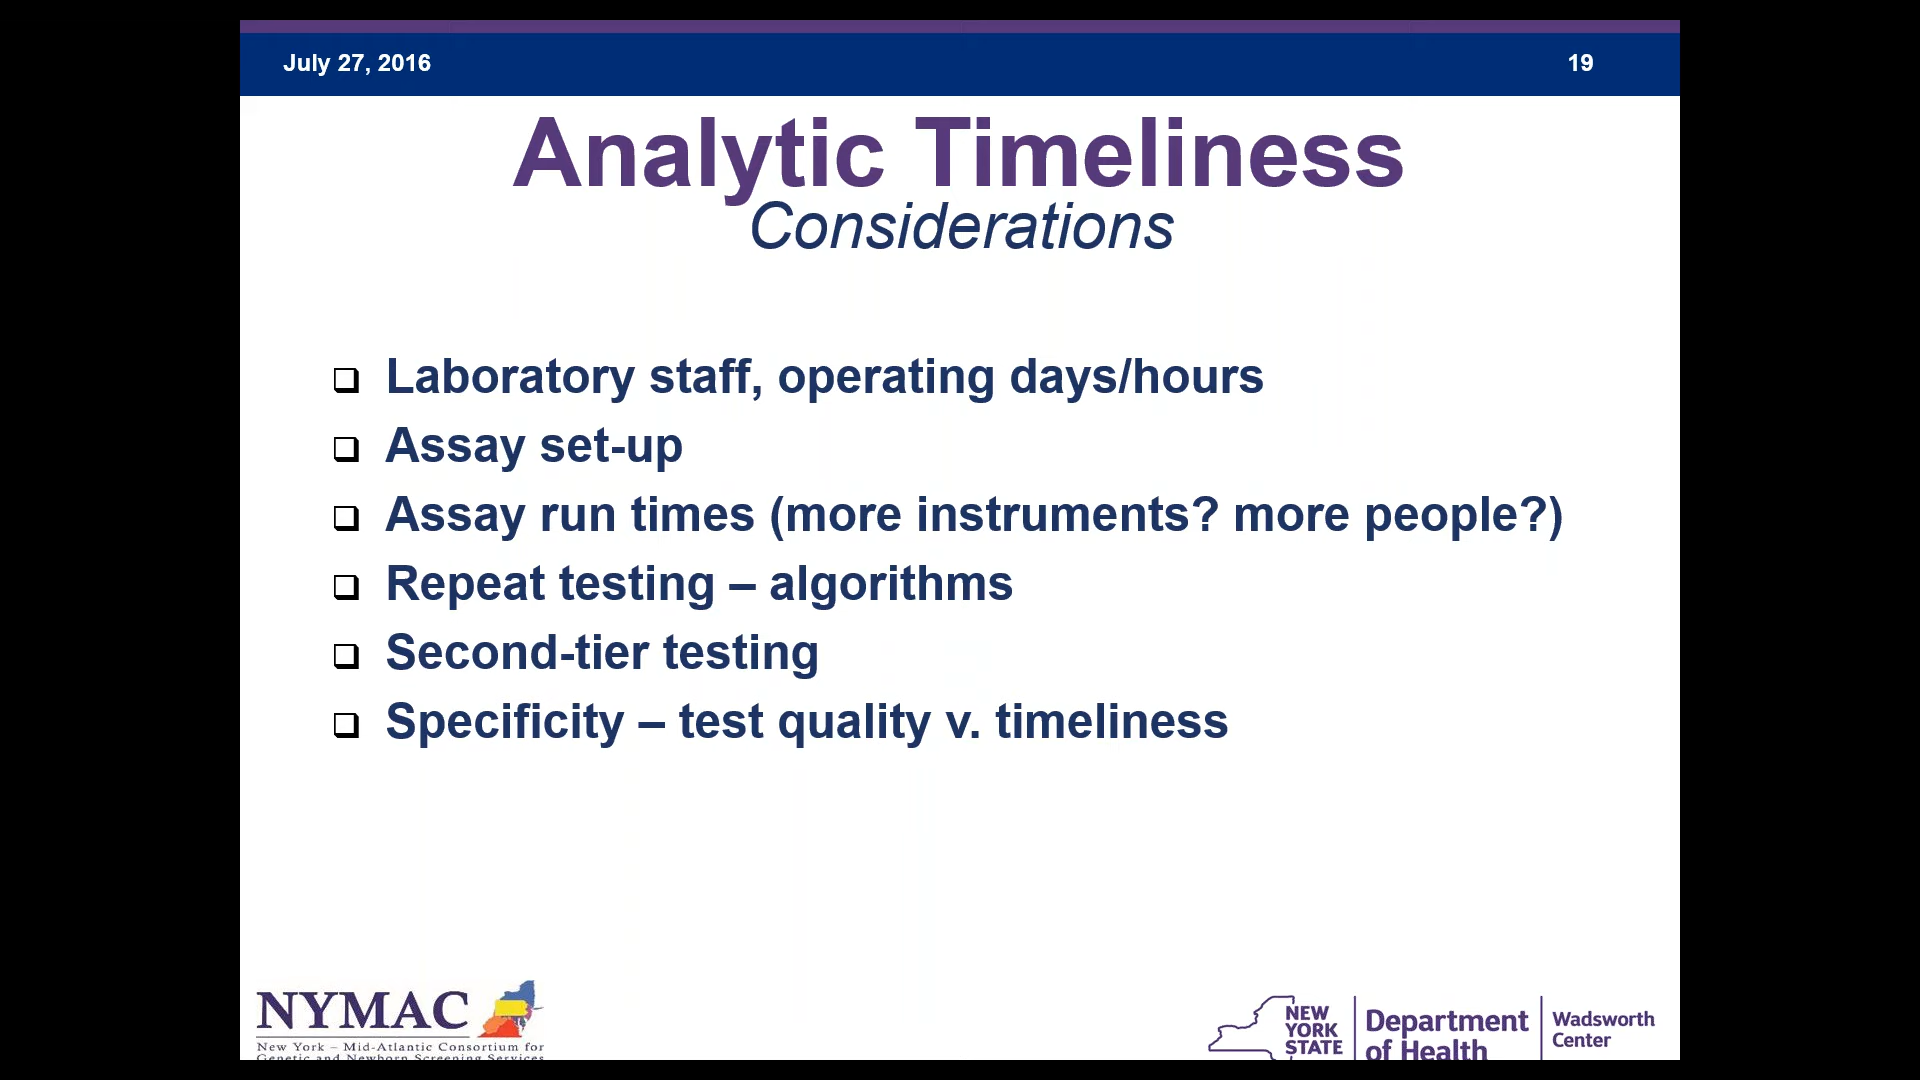 July 27, 2016
19
Analytic Timeliness
Considerations
❑ Laboratory staff, operating days/hours
❑ Assay set-up
❑ Assay run times (more instruments? more people?)
❑ Repeat testing – algorithms
❑ Second-tier testing
❑ Specificity – test quality v. timeliness
NYMAC
New York – Mid-Atlantic Consortium for
Genetic and Newborn Screening Services
NEW
YORK
STATE
Department
of Health
Wadsworth
Center